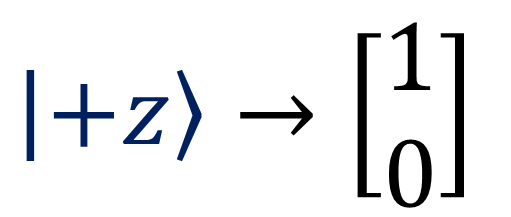 |+z⟩ → [1
0]